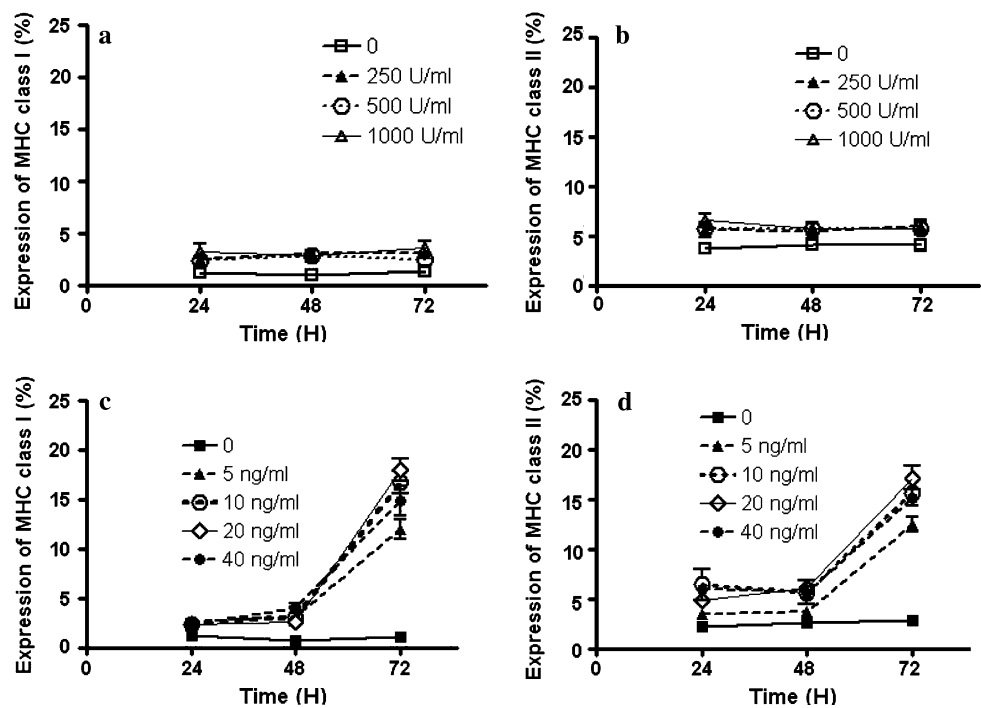 a
Expression of MHC class I (%)
25
20
15
10
5
0
0
24
48
72
Time (H)
0
250 U/ml
500 U/ml
1000 U/ml
b
Expression of MHC class II (%)
25
20
15
10
5
0
0
24
48
72
Time (H)
0
250 U/ml
500 U/ml
1000 U/ml
c
Expression of MHC class I (%)
25
20
15
10
5
0
0
24
48
72
Time (H)
0
5 ng/ml
10 ng/ml
20 ng/ml
40 ng/ml
d
Expression of MHC class II (%)
25
20
15
10
5
0
0
24
48
72
Time (H)
0
5 ng/ml
10 ng/ml
20 ng/ml
40 ng/ml